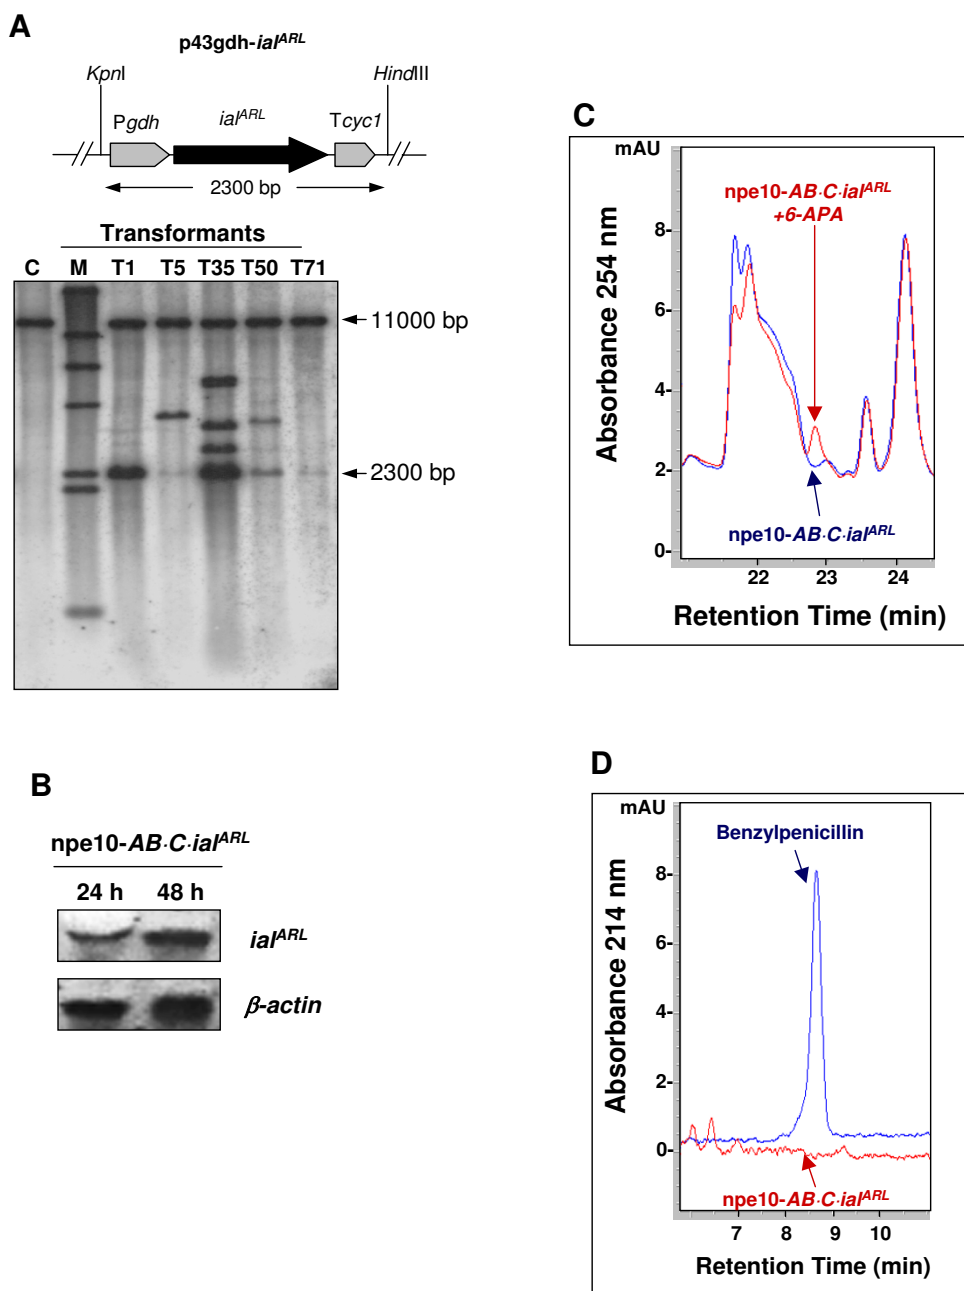 A
p43gdh-ial^ARL
KpnI
HindIII
Pgdh
ial^ARL
Tcyc1
2300 bp
Transformants
C M T1 T5 T35 T50 T71
11000 bp
2300 bp
B
npe10-AB·C·ial^ARL
24 h 48 h
ial^ARL
β-actin
C
mAU
npe10-AB·C·ial^ARL
+6-APA
Absorbance 254 nm
8
6
4
2
0
npe10-AB·C·ial^ARL
22 23 24
Retention Time (min)
D
mAU
Benzylpenicillin
Absorbance 214 nm
8
6
4
2
0
npe10-AB·C·ial^ARL
7 8 9 10
Retention Time (min)